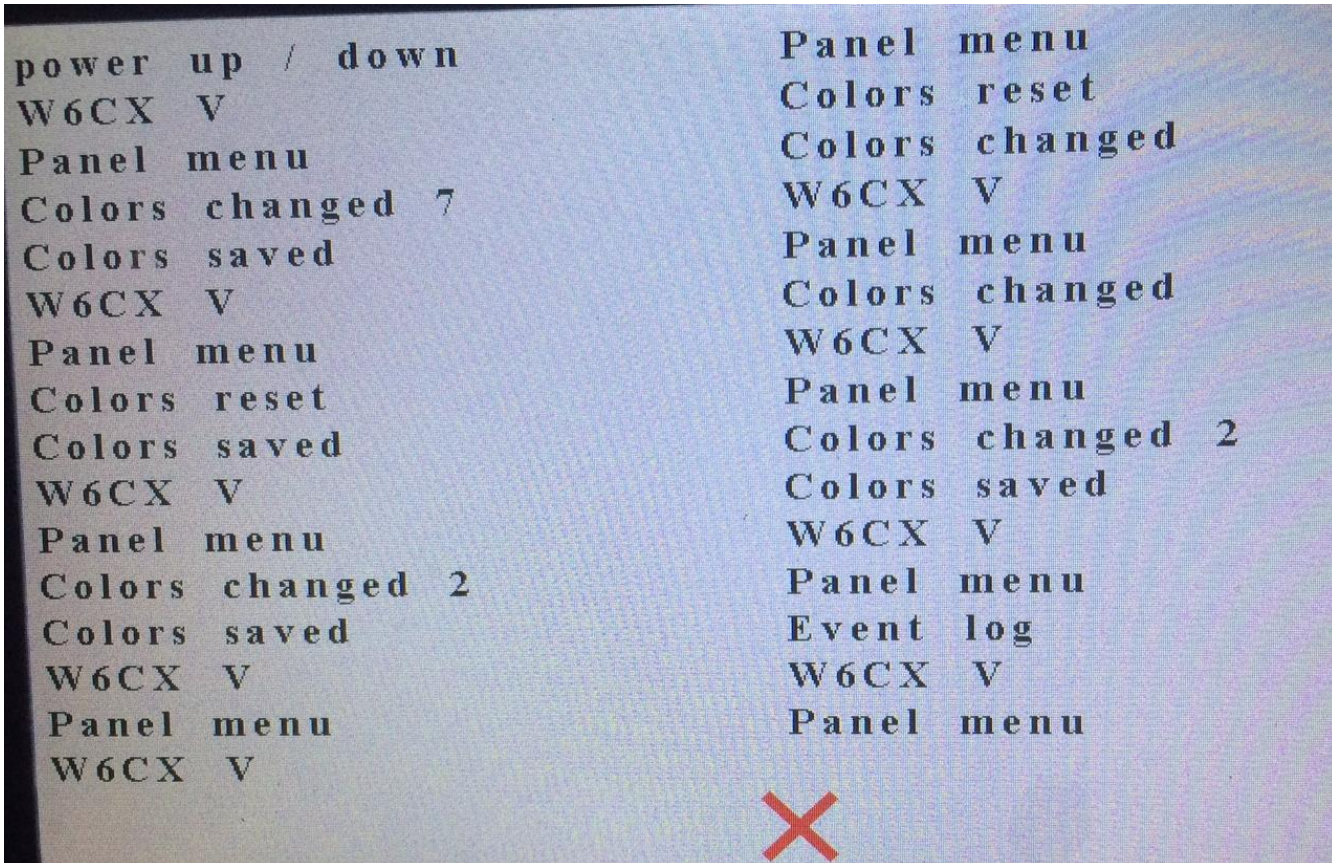 power up / down
W6CX V
Panel menu
Colors changed 7
Colors saved
W6CX V
Panel menu
Colors reset
Colors saved
W6CX V
Panel menu
Colors changed 2
Colors saved
W6CX V
Panel menu
W6CX V
Panel menu
Colors reset
Colors changed
W6CX V
Panel menu
Colors changed
W6CX V
Panel menu
Colors changed 2
Colors saved
W6CX V
Panel menu
Event log
W6CX V
Panel menu